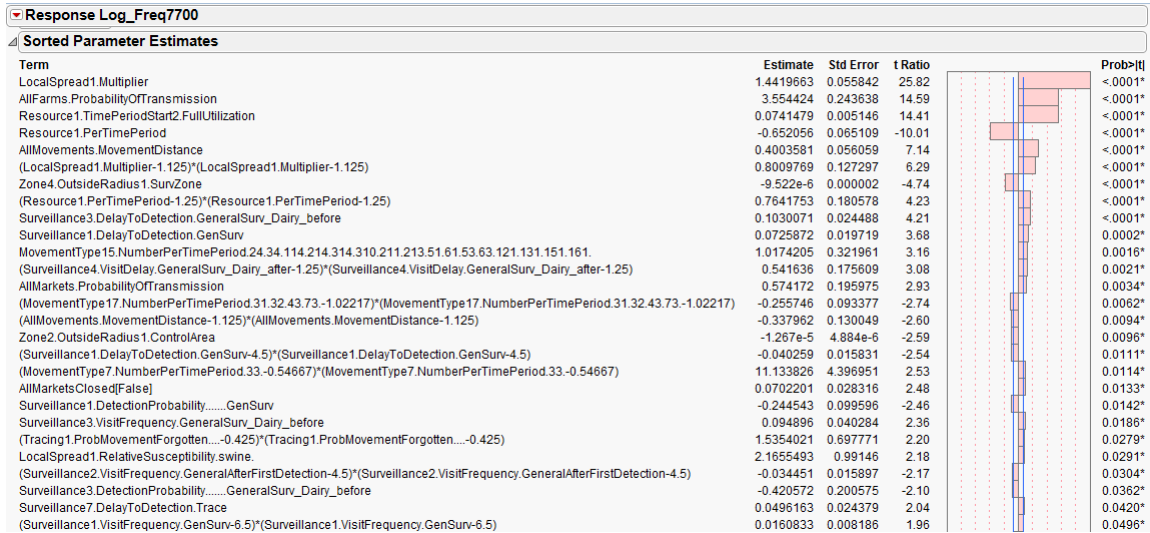 Response Log_Freq7700
Sorted Parameter Estimates
Term Estimate Std Error t Ratio Prob>|t|
LocalSpread1.Multiplier 1.4419663 0.055842 25.82 <.0001*
AllFarms.ProbabilityOfTransmission 3.554424 0.243638 14.59 <.0001*
Resource1.TimePeriodStart2.FullUtilization 0.0741479 0.005146 14.41 <.0001*
Resource1.PerTimePeriod -0.652056 0.065109 -10.01 <.0001*
AllMovements.MovementDistance 0.4003581 0.056059 7.14 <.0001*
(LocalSpread1.Multiplier-1.125)*(LocalSpread1.Multiplier-1.125) 0.8009769 0.127297 6.29 <.0001*
Zone4.OutsideRadius1.SurvZone -9.522e-6 0.000002 -4.74 <.0001*
(Resource1.PerTimePeriod-1.25)*(Resource1.PerTimePeriod-1.25) 0.7641753 0.180578 4.23 <.0001*
Surveillance3.DelayToDetection.GeneralSurv_Dairy_before 0.1030071 0.024488 4.21 <.0001*
Surveillance1.DelayToDetection.GenSurv 0.0725872 0.019719 3.68 0.0002*
MovementType15.NumberPerTimePeriod.24.34.114.214.314.310.211.213.51.61.53.63.121.131.151.161. 1.0174205 0.321961 3.16 0.0016*
(Surveillance4.VisitDelay.GeneralSurv_Dairy_after-1.25)*(Surveillance4.VisitDelay.GeneralSurv_Dairy_after-1.25) 0.541636 0.175609 3.08 0.0021*
AllMarkets.ProbabilityOfTransmission 0.574172 0.195975 2.93 0.0034*
(MovementType17.NumberPerTimePeriod.31.32.43.73.-1.02217)*(MovementType17.NumberPerTimePeriod.31.32.43.73.-1.02217) -0.255746 0.093377 -2.74 0.0062*
(AllMovements.MovementDistance-1.125)*(AllMovements.MovementDistance-1.125) -0.337962 0.130049 -2.60 0.0094*
Zone2.OutsideRadius1.ControlArea -1.267e-5 4.884e-6 -2.59 0.0096*
(Surveillance1.DelayToDetection.GenSurv-4.5)*(Surveillance1.DelayToDetection.GenSurv-4.5) -0.040259 0.015831 -2.54 0.0111*
(MovementType7.NumberPerTimePeriod.33.-0.54667)*(MovementType7.NumberPerTimePeriod.33.-0.54667) 11.133826 4.396951 2.53 0.0114*
AllMarketsClosed[False] 0.0702201 0.028316 2.48 0.0133*
Surveillance1.DetectionProbability.......GenSurv -0.244543 0.099596 -2.46 0.0142*
Surveillance3.VisitFrequency.GeneralSurv_Dairy_before 0.094896 0.040284 2.36 0.0186*
(Tracing1.ProbMovementForgotten....-0.425)*(Tracing1.ProbMovementForgotten....-0.425) 1.5354021 0.697771 2.20 0.0279*
LocalSpread1.RelativeSusceptibility.swine. 2.1655493 0.99146 2.18 0.0291*
(Surveillance2.VisitFrequency.GeneralAfterFirstDetection-4.5)*(Surveillance2.VisitFrequency.GeneralAfterFirstDetection-4.5) -0.034451 0.015897 -2.17 0.0304*
Surveillance3.DetectionProbability.......GeneralSurv_Dairy_before -0.420572 0.200575 -2.10 0.0362*
Surveillance7.DelayToDetection.Trace 0.0496163 0.024379 2.04 0.0420*
(Surveillance1.VisitFrequency.GenSurv-6.5)*(Surveillance1.VisitFrequency.GenSurv-6.5) 0.0160833 0.008186 1.96 0.0496*